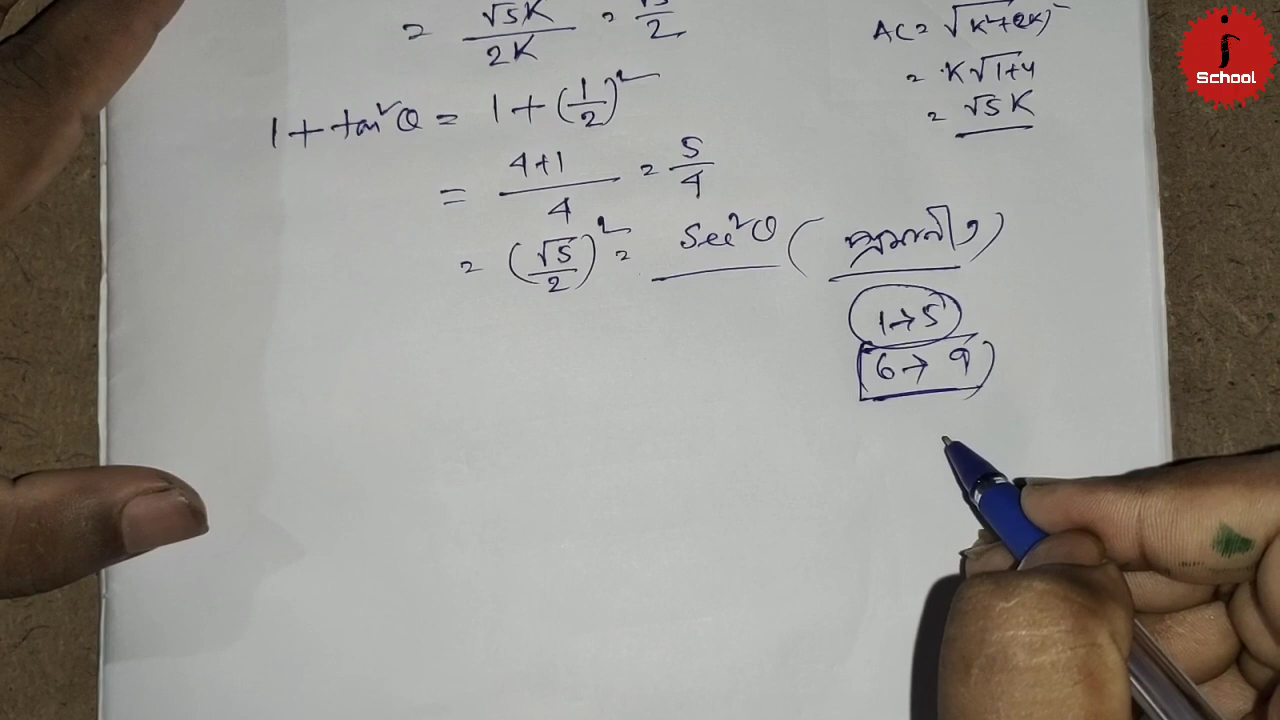 = √5K / 2K = √5 / 2
AC = √K²+(2K)²
= K√1+4
= √5 K
1 + tan²θ = 1 + (1/2)²
= 4+1 / 4 = 5/4
= (√5/2)² = Sec²θ (প্রমাণিত)
1→5
6→9
School